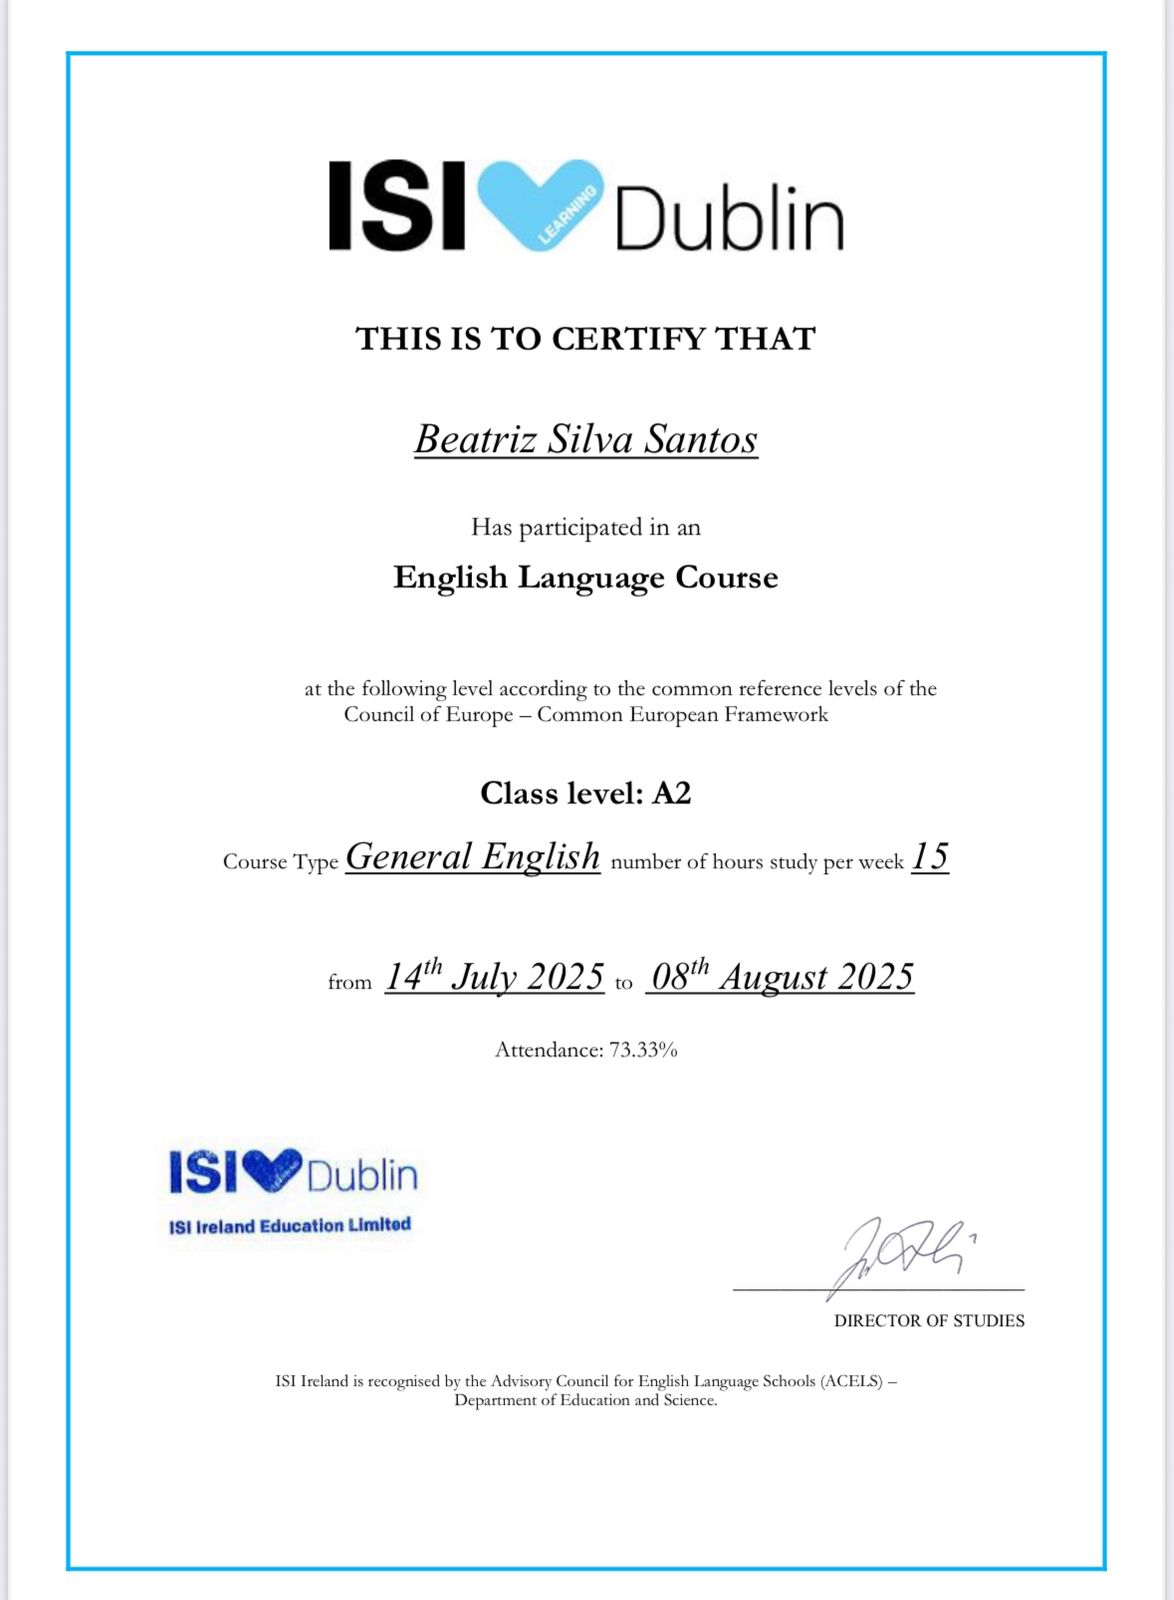 ISI LEARNING Dublin
THIS IS TO CERTIFY THAT
Beatriz Silva Santos
Has participated in an
English Language Course
at the following level according to the common reference levels of the
Council of Europe – Common European Framework
Class level: A2
Course Type General English number of hours study per week 15
from 14th July 2025 to 08th August 2025
Attendance: 73.33%
ISI Dublin
ISI Ireland Education Limited
DIRECTOR OF STUDIES
ISI Ireland is recognised by the Advisory Council for English Language Schools (ACELS) –
Department of Education and Science.